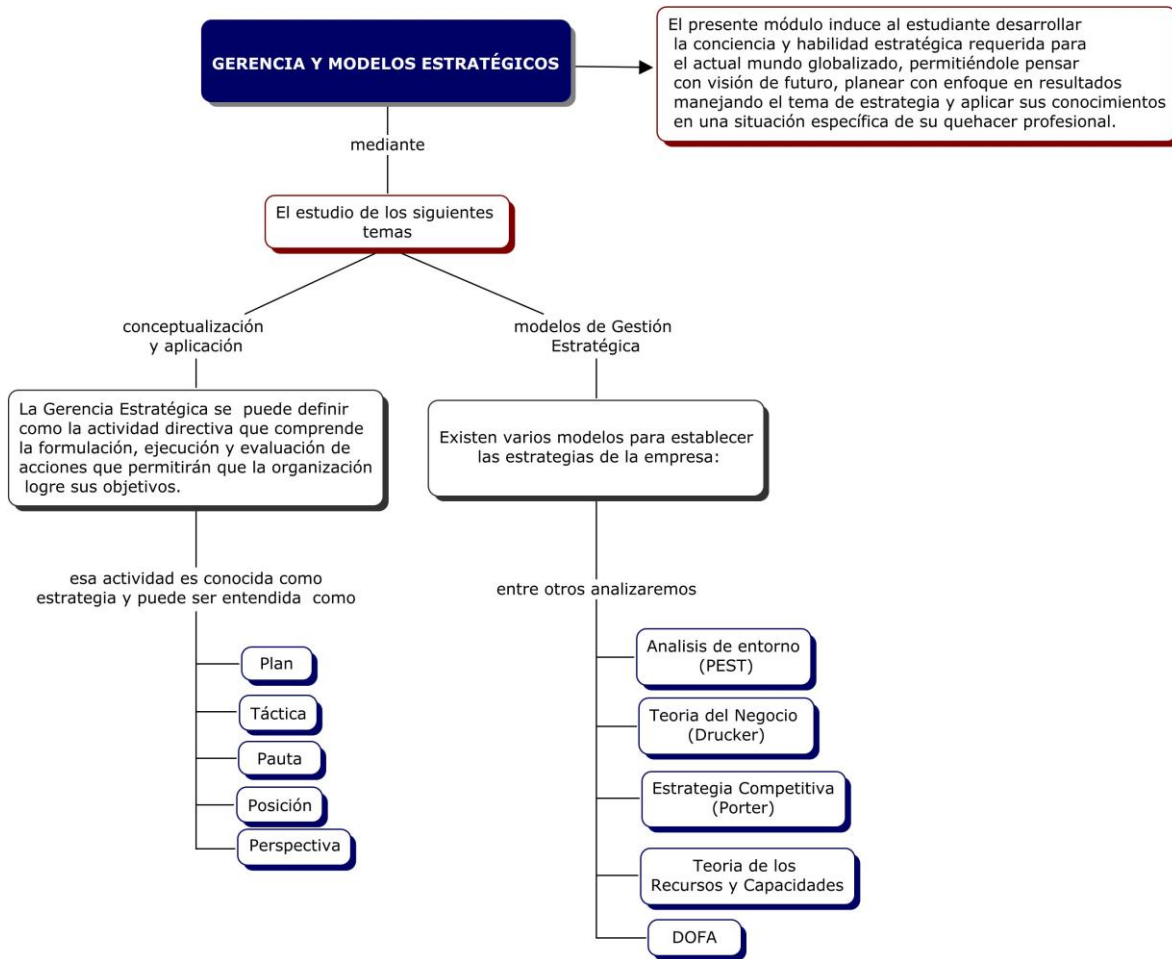 GERENCIA Y MODELOS ESTRATÉGICOS
El presente módulo induce al estudiante desarrollar
la conciencia y habilidad estratégica requerida para
el actual mundo globalizado, permitiéndole pensar
con visión de futuro, planear con enfoque en resultados
manejando el tema de estrategia y aplicar sus conocimientos
en una situación específica de su quehacer profesional.
mediante
El estudio de los siguientes
temas
conceptualización
y aplicación
La Gerencia Estratégica se puede definir
como la actividad directiva que comprende
la formulación, ejecución y evaluación de
acciones que permitirán que la organización
logre sus objetivos.
esa actividad es conocida como
estrategia y puede ser entendida como
Plan
Táctica
Pauta
Posición
Perspectiva
modelos de Gestión
Estratégica
Existen varios modelos para establecer
las estrategias de la empresa:
entre otros analizaremos
Analisis de entorno
(PEST)
Teoria del Negocio
(Drucker)
Estrategia Competitiva
(Porter)
Teoria de los
Recursos y Capacidades
DOFA